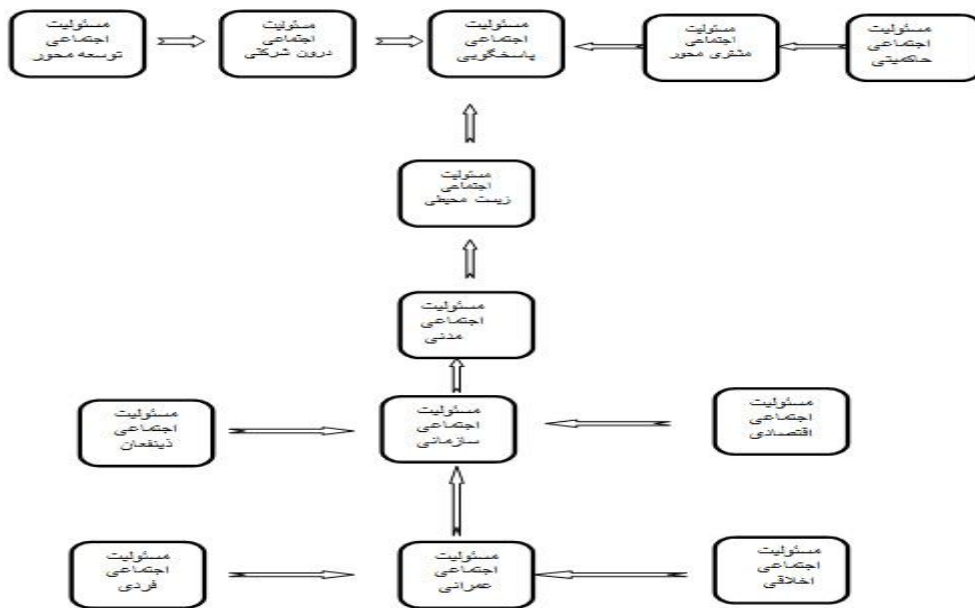 مسئولیت
اجتماعی
حاکمیتی
مسئولیت
اجتماعی
مشتری محور
مسئولیت
اجتماعی
پاسخگویی
مسئولیت
اجتماعی
درون شرکتی
مسئولیت
اجتماعی
توسعه محور
مسئولیت
اجتماعی
زیست محیطی
مسئولیت
اجتماعی
مدنی
مسئولیت
اجتماعی
اقتصادی
مسئولیت
اجتماعی
سازمانی
مسئولیت
اجتماعی
ذینفعان
مسئولیت
اجتماعی
اخلاقی
مسئولیت
اجتماعی
عمرانی
مسئولیت
اجتماعی
فردی